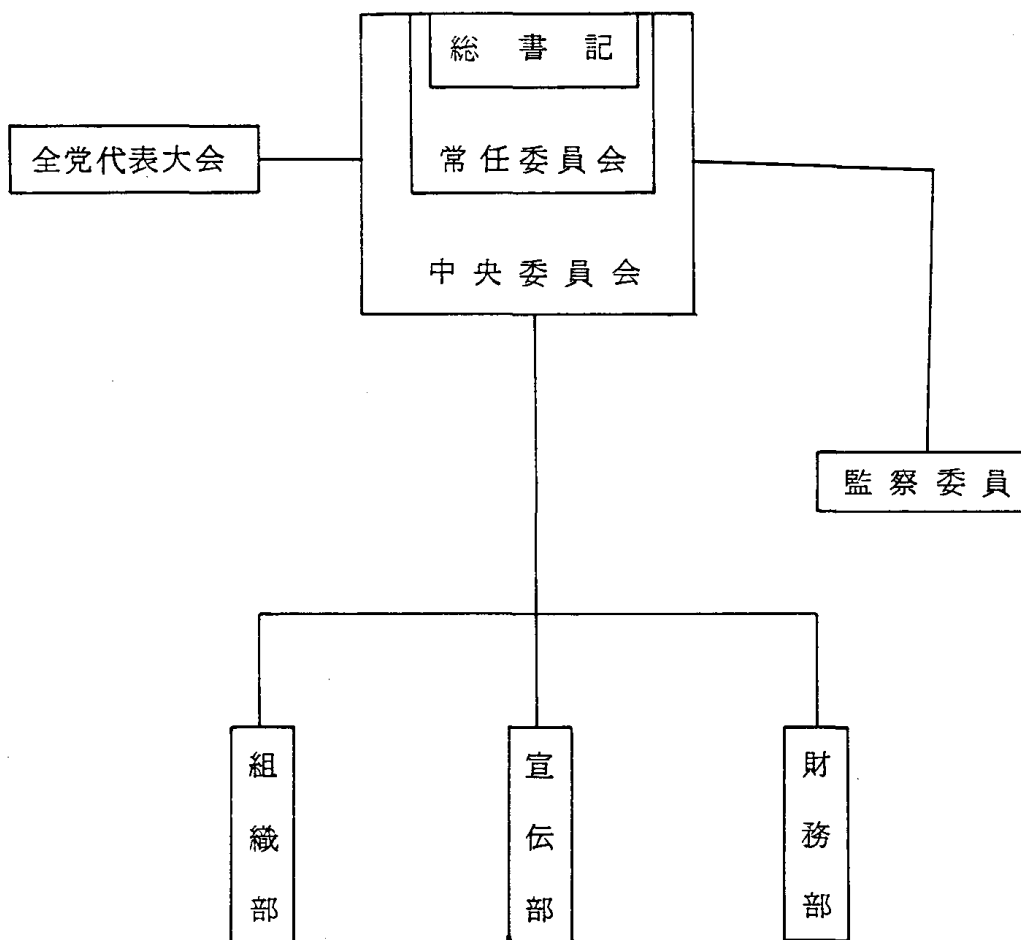 総書記
全党代表大会
常任委員会
中央委員会
監察委員
組織部
宣伝部
財務部